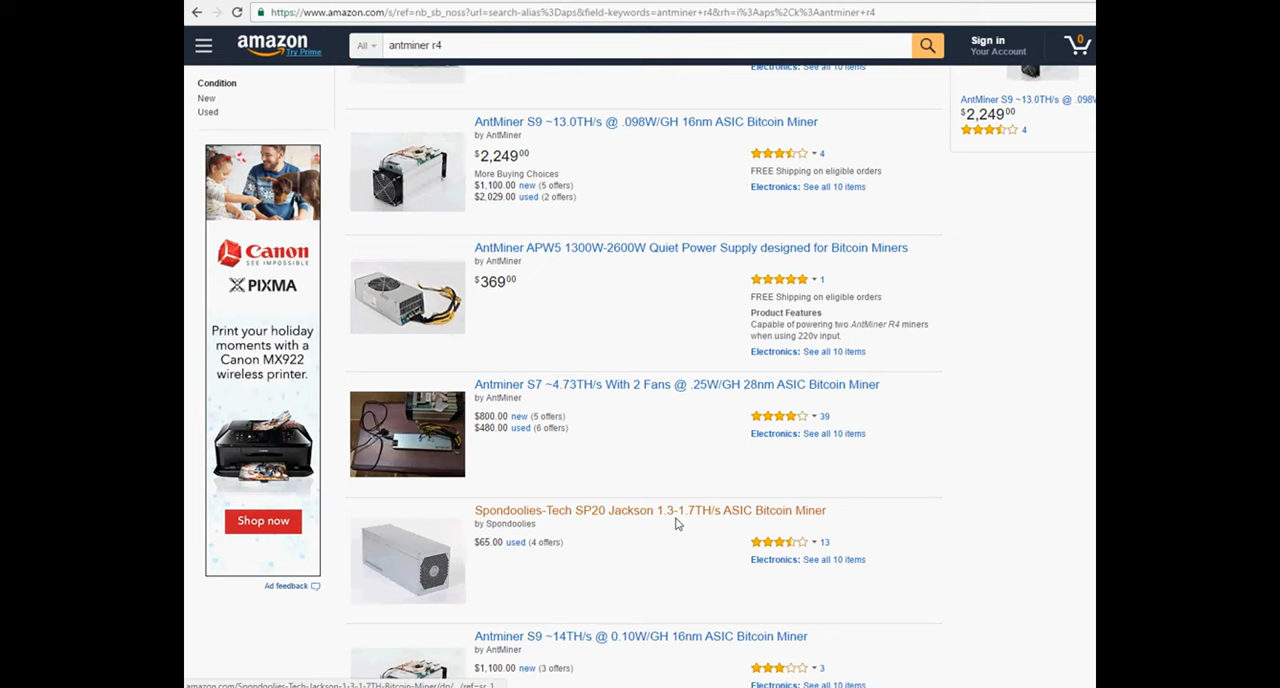 https://www.amazon.com/s/ref=nb_sb_noss?url=search-alias%3Daps&field-keywords=antminer+r4&rh=i%3Aaps%2Ck%3Aantminer+r4
amazon
Try Prime
All
antminer r4
Sign in
Your Account
0
Electronics: See all 10 items
Condition
New
Used
AntMiner S9 ~13.0TH/s @ .098W/GH 16nm ASIC Bitcoin Miner
by AntMiner
$2,249 00
More Buying Choices
$1,100.00 new (5 offers)
$2,029.00 used (2 offers)
4
FREE Shipping on eligible orders
Electronics: See all 10 items
AntMiner S9 ~13.0TH/s @ .098W
$2,249 00
4
AntMiner APW5 1300W-2600W Quiet Power Supply designed for Bitcoin Miners
by AntMiner
$369 00
1
FREE Shipping on eligible orders
Product Features
Capable of powering two AntMiner R4 miners
when using 220v input.
Electronics: See all 10 items
Antminer S7 ~4.73TH/s With 2 Fans @ .25W/GH 28nm ASIC Bitcoin Miner
by AntMiner
$800.00 new (5 offers)
$480.00 used (6 offers)
39
Electronics: See all 10 items
Spondoolies-Tech SP20 Jackson 1.3-1.7TH/s ASIC Bitcoin Miner
by Spondoolies
$65.00 used (4 offers)
13
Electronics: See all 10 items
Antminer S9 ~14TH/s @ 0.10W/GH 16nm ASIC Bitcoin Miner
by AntMiner
$1,100.00 new (3 offers)
3
Electronics: See all 10 items
Canon
SEE IMPOSSIBLE
PIXMA
Print your holiday
moments with a
Canon MX922
wireless printer.
Shop now
Ad feedback
amazon.com/Spondoolies-Tech-Jackson-1-3-1-7TH-Bitcoin-Miner/dp/.../ref=sr_1